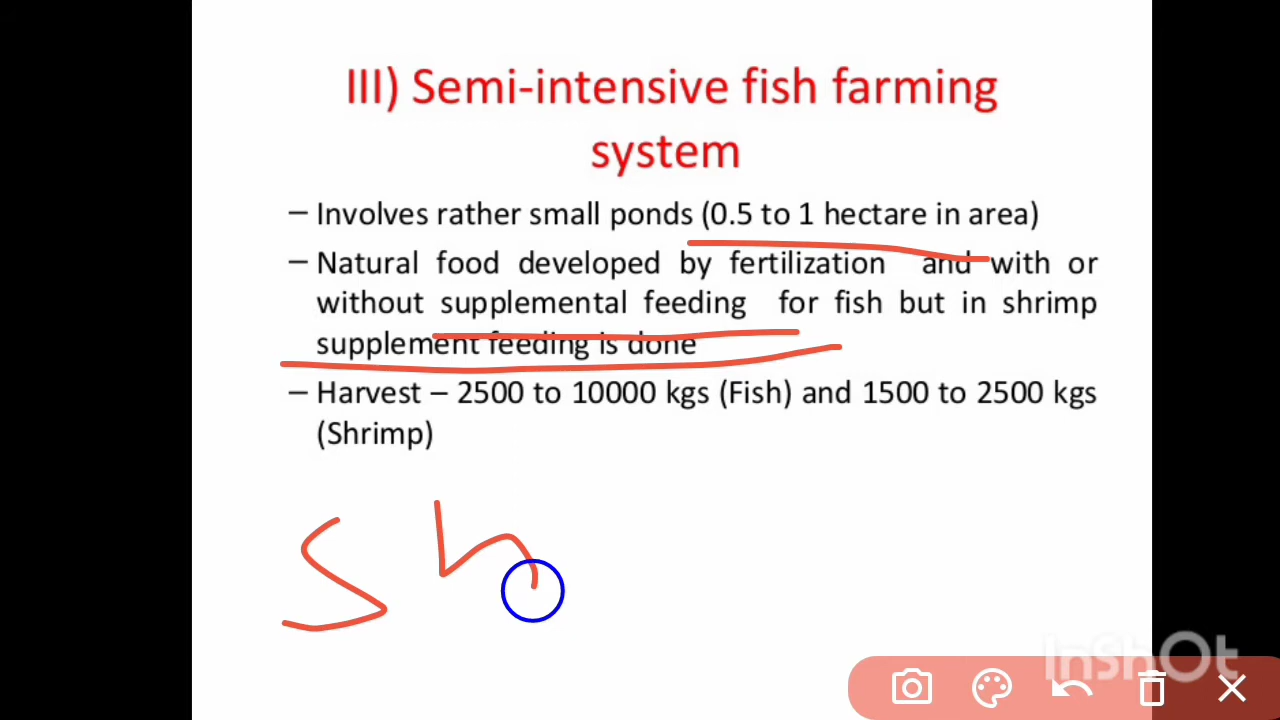 III) Semi-intensive fish farming
system
– Involves rather small ponds (0.5 to 1 hectare in area)
– Natural food developed by fertilization and with or
without supplemental feeding for fish but in shrimp
supplement feeding is done
– Harvest – 2500 to 10000 kgs (Fish) and 1500 to 2500 kgs
(Shrimp)
Sh
InShOt